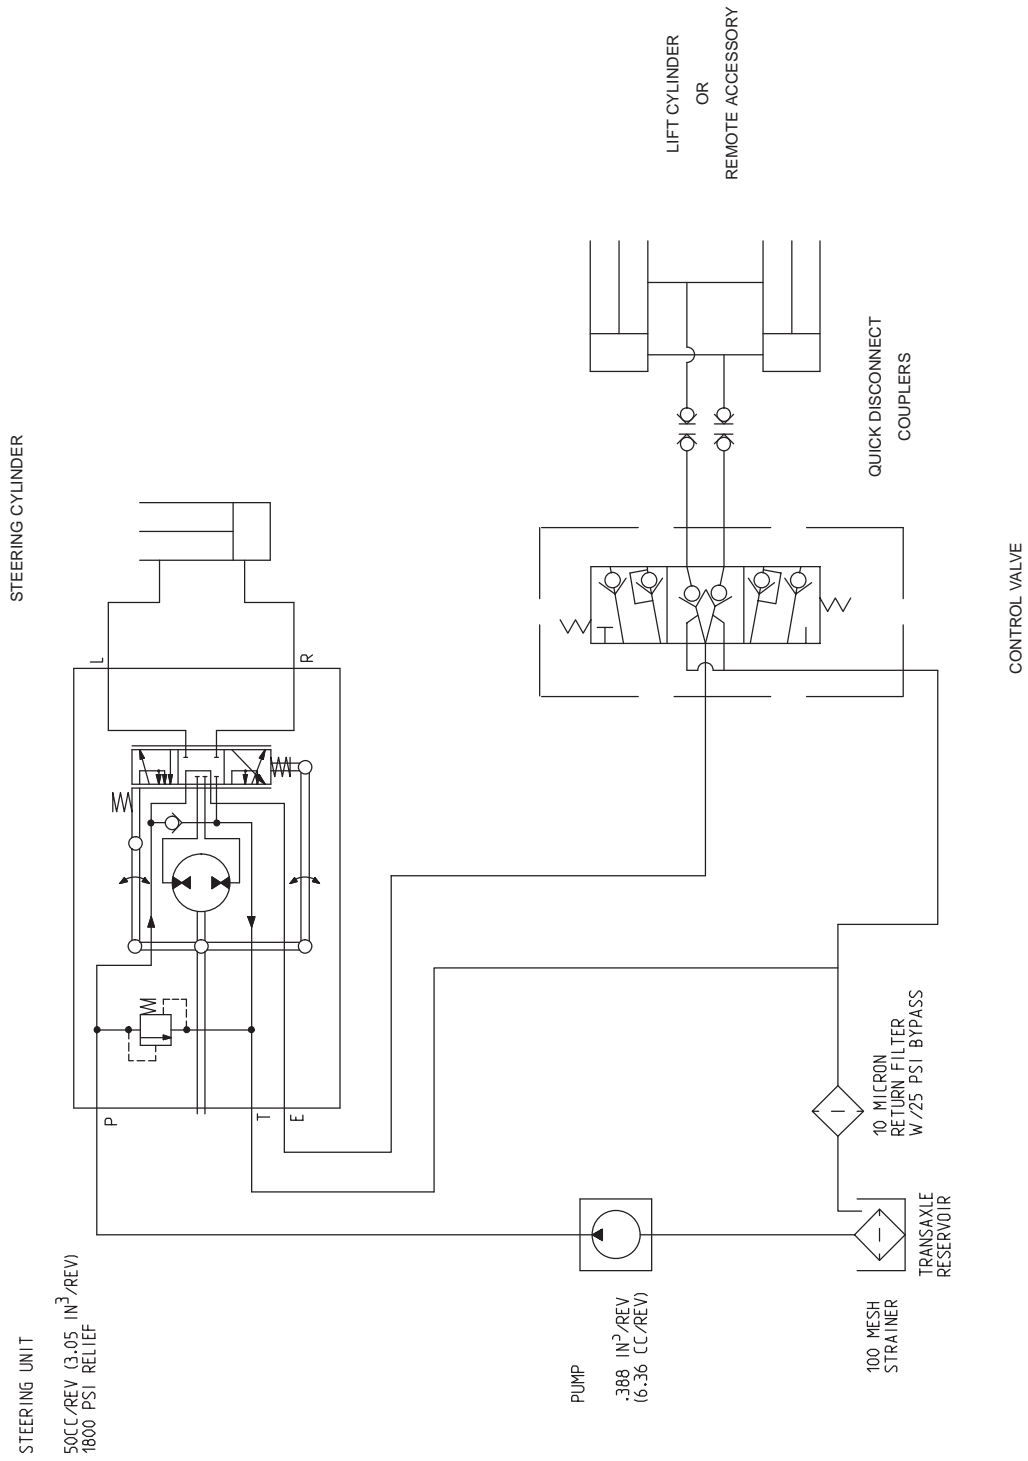 STEERING UNIT
50CC/REV (3.05 IN³/REV)
1800 PSI RELIEF
STEERING CYLINDER
L
R
P
T
E
PUMP
.388 IN³/REV
(6.36 CC/REV)
100 MESH
STRAINER
TRANSAXLE
RESERVOIR
10 MICRON
RETURN FILTER
W/25 PSI BYPASS
CONTROL VALVE
QUICK DISCONNECT
COUPLERS
LIFT CYLINDER
OR
REMOTE ACCESSORY